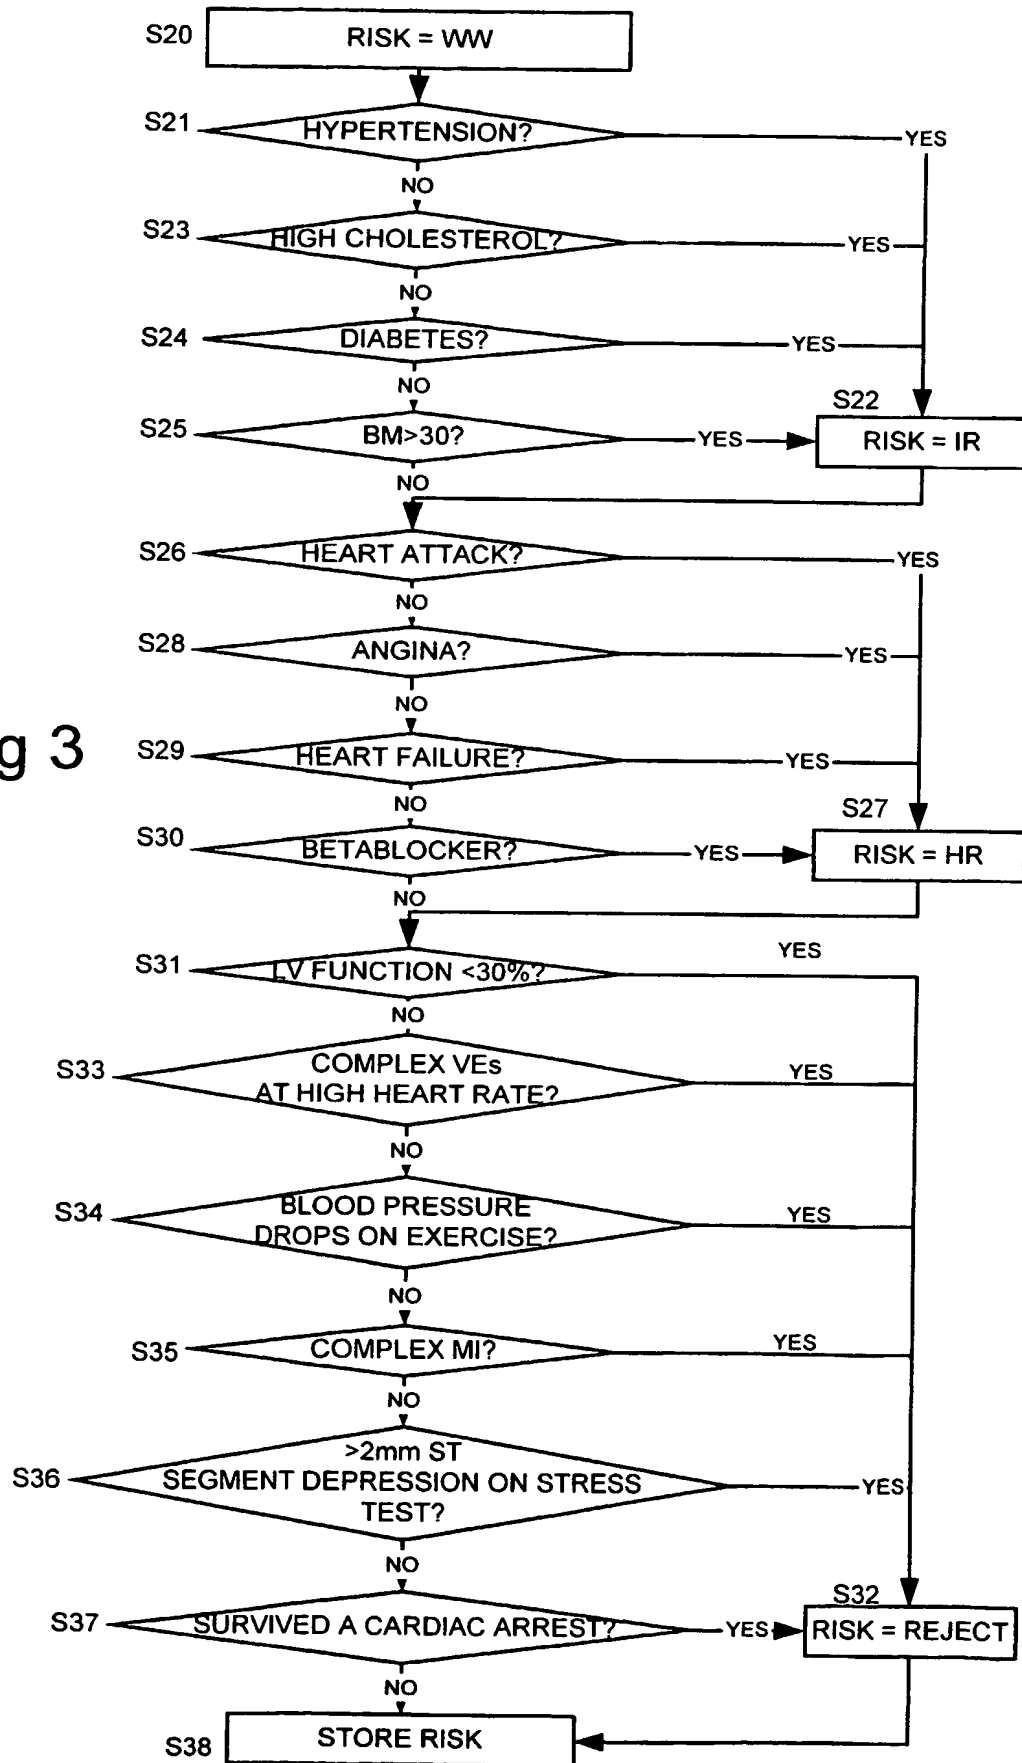 S20
RISK = WW
S21
HYPERTENSION?
YES
NO
S23
HIGH CHOLESTEROL?
YES
NO
S24
DIABETES?
YES
NO
S22
S25
BM>30?
YES
RISK = IR
NO
S26
HEART ATTACK?
YES
NO
S28
ANGINA?
YES
NO
g 3
S29
HEART FAILURE?
YES
NO
S27
S30
BETABLOCKER?
YES
RISK = HR
NO
S31
LV FUNCTION <30%?
YES
NO
S33
COMPLEX VEs
AT HIGH HEART RATE?
YES
NO
S34
BLOOD PRESSURE
DROPS ON EXERCISE?
YES
NO
S35
COMPLEX MI?
YES
NO
S36
>2mm ST
SEGMENT DEPRESSION ON STRESS
TEST?
YES
NO
S32
S37
SURVIVED A CARDIAC ARREST?
YES
RISK = REJECT
NO
S38
STORE RISK